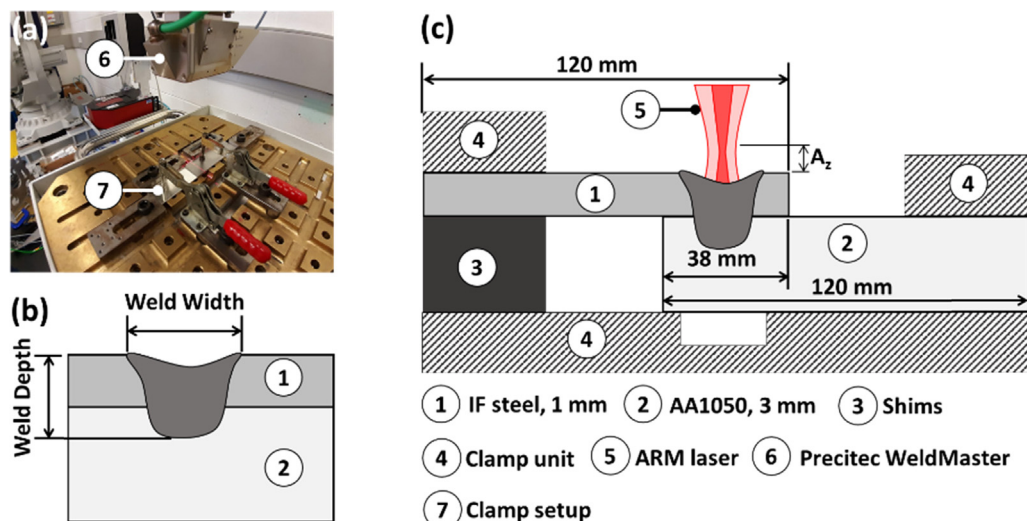 (a)
6
7
(b)
Weld Width
Weld Depth
1
2
(c)
120 mm
5
4
Az
4
1
2
3
38 mm
120 mm
4
1 IF steel, 1 mm 2 AA1050, 3 mm 3 Shims
4 Clamp unit 5 ARM laser 6 Precitec WeldMaster
7 Clamp setup